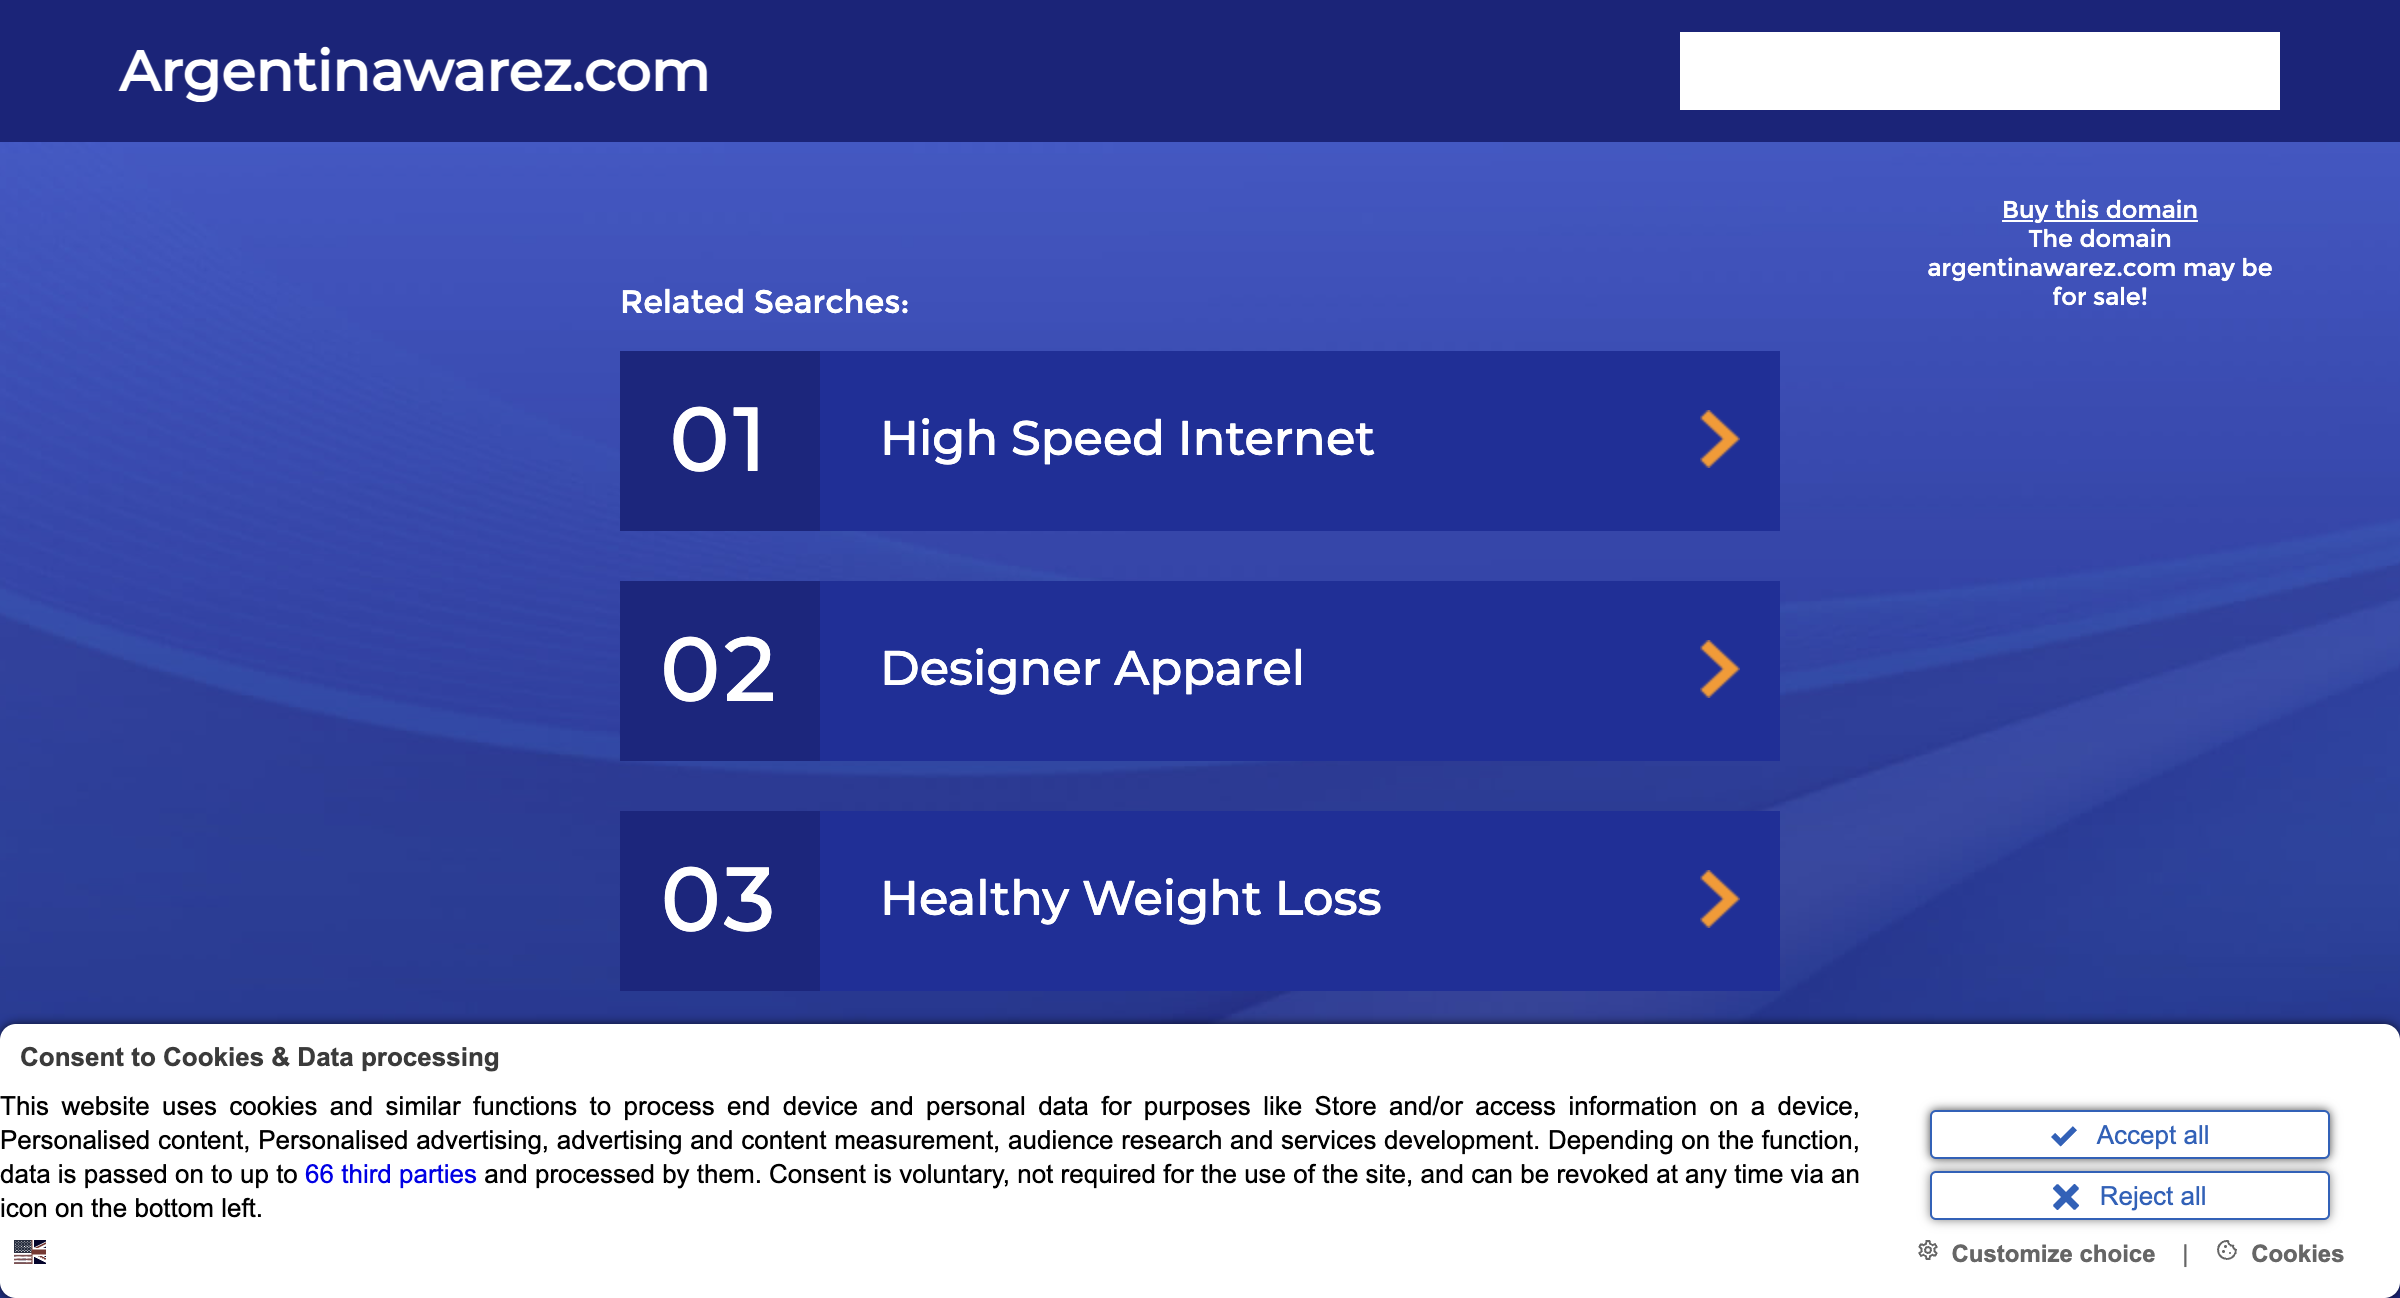 Argentinawarez.com
Buy this domain
The domain
argentinawarez.com may be
for sale!
Related Searches:
01 High Speed Internet
02 Designer Apparel
03 Healthy Weight Loss
Consent to Cookies & Data processing
This website uses cookies and similar functions to process end device and personal data for purposes like Store and/or access information on a device,
Personalised content, Personalised advertising, advertising and content measurement, audience research and services development. Depending on the function,
data is passed on to up to 66 third parties and processed by them. Consent is voluntary, not required for the use of the site, and can be revoked at any time via an
icon on the bottom left.
Accept all
Reject all
Customize choice | Cookies